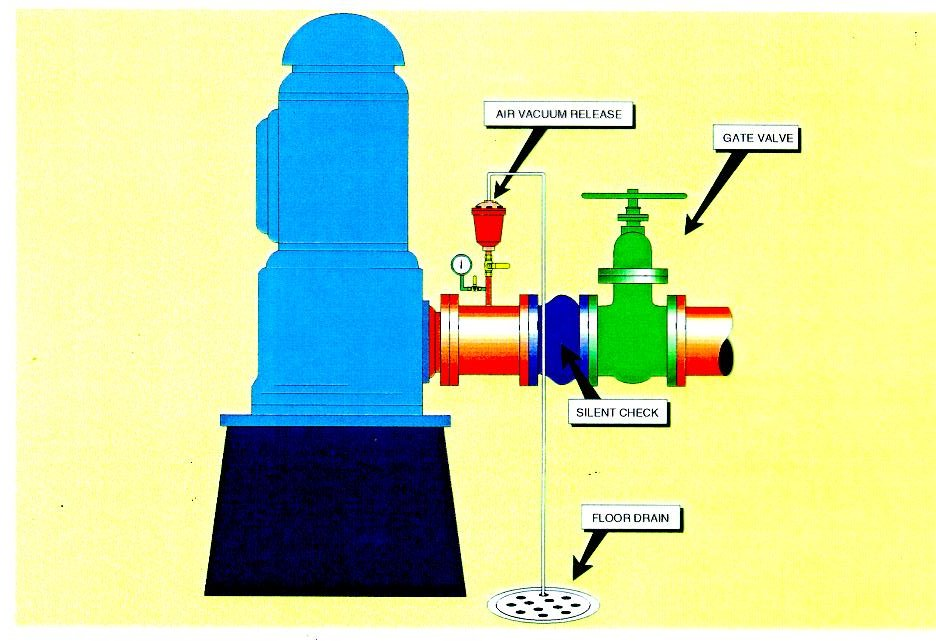 AIR VACUUM RELEASE
GATE VALVE
SILENT CHECK
FLOOR DRAIN